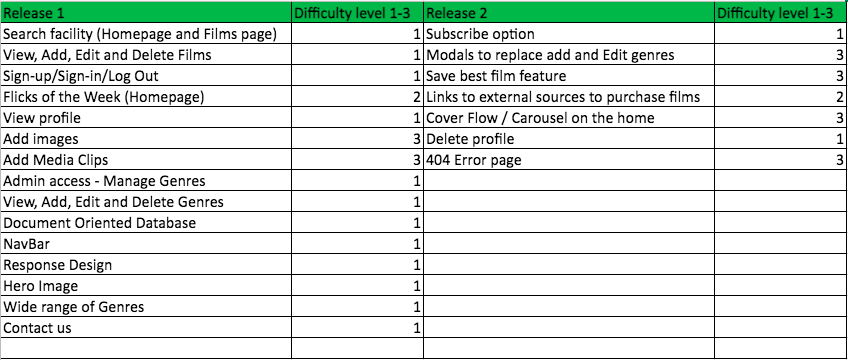 Release 1 Difficulty level 1-3 Release 2 Difficulty level 1-3
Search facility (Homepage and Films page) 1 Subscribe option 1
View, Add, Edit and Delete Films 1 Modals to replace add and Edit genres 3
Sign-up/Sign-in/Log Out 1 Save best film feature 3
Flicks of the Week (Homepage) 2 Links to external sources to purchase films 2
View profile 1 Cover Flow / Carousel on the home 3
Add images 3 Delete profile 1
Add Media Clips 3 404 Error page 3
Admin access - Manage Genres 1
View, Add, Edit and Delete Genres 1
Document Oriented Database 1
NavBar 1
Response Design 1
Hero Image 1
Wide range of Genres 1
Contact us 1